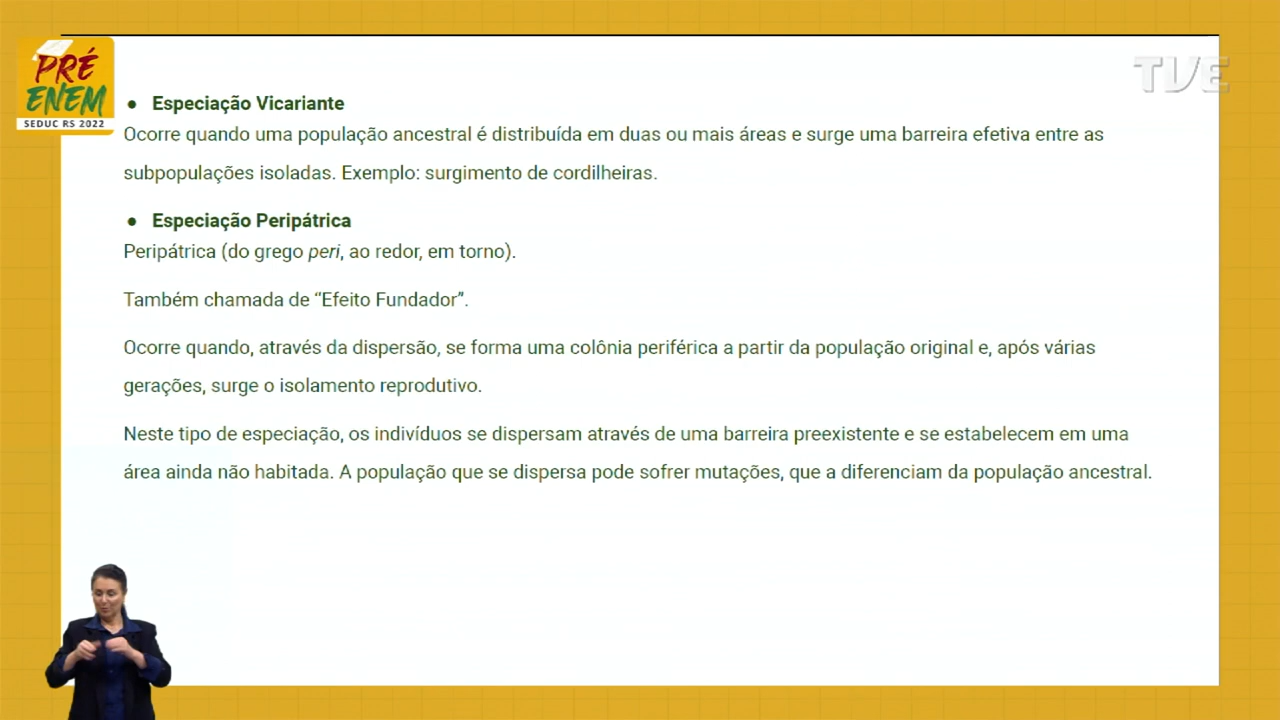 PRÉ
ENEM
SEDUC RS 2022
TVE
● Especiação Vicariante
Ocorre quando uma população ancestral é distribuída em duas ou mais áreas e surge uma barreira efetiva entre as
subpopulações isoladas. Exemplo: surgimento de cordilheiras.
● Especiação Peripátrica
Peripátrica (do grego peri, ao redor, em torno).
Também chamada de “Efeito Fundador”.
Ocorre quando, através da dispersão, se forma uma colônia periférica a partir da população original e, após várias
gerações, surge o isolamento reprodutivo.
Neste tipo de especiação, os indivíduos se dispersam através de uma barreira preexistente e se estabelecem em uma
área ainda não habitada. A população que se dispersa pode sofrer mutações, que a diferenciam da população ancestral.